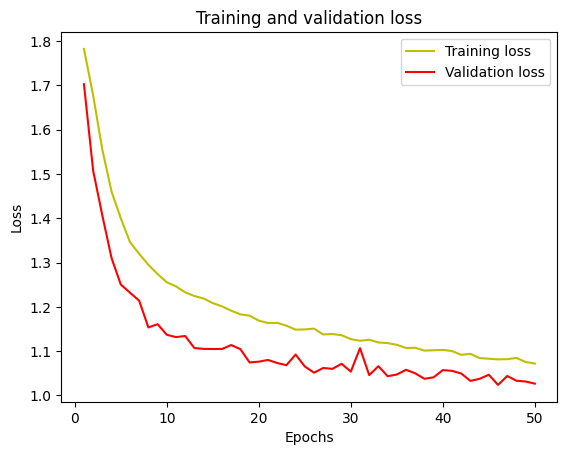 Training and validation loss
Training loss
Validation loss
1.8
1.7
1.6
1.5
1.4
1.3
1.2
1.1
1.0
Loss
0 10 20 30 40 50
Epochs